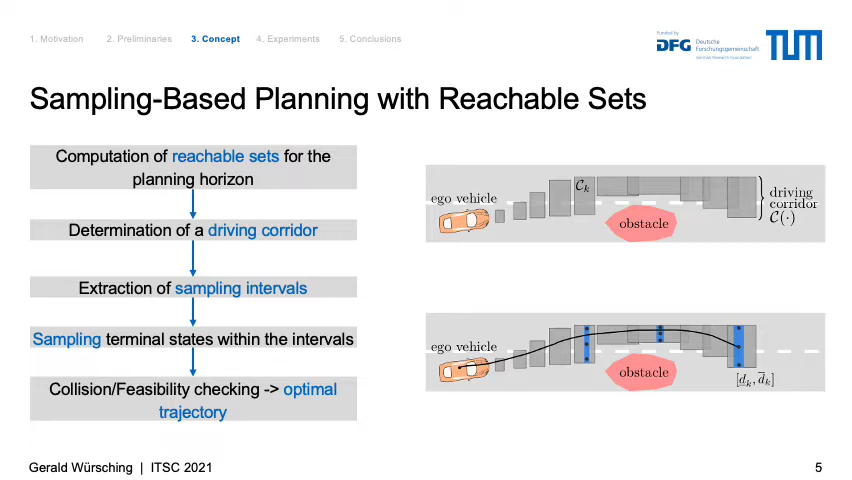 1. Motivation 2. Preliminaries 3. Concept 4. Experiments 5. Conclusions
Funded by
DFG Deutsche
Forschungsgemeinschaft
German Research Foundation
TUM
Sampling-Based Planning with Reachable Sets
Computation of reachable sets for the
planning horizon
Determination of a driving corridor
Extraction of sampling intervals
Sampling terminal states within the intervals
Collision/Feasibility checking -> optimal
trajectory
ego vehicle
𝒞ₖ
obstacle
driving
corridor
𝒞(·)
ego vehicle
obstacle
[d̲ₖ, d̅ₖ]
Gerald Würsching | ITSC 2021
5